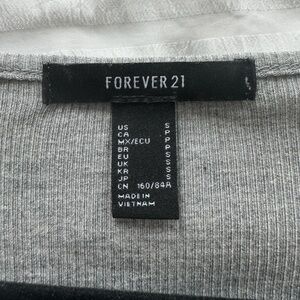 FOREVER 21
US S
CA P
MX/ECU P
BR P
EU S
UK S
KR S
JP S
CN 160/84A
MADE IN
VIETNAM